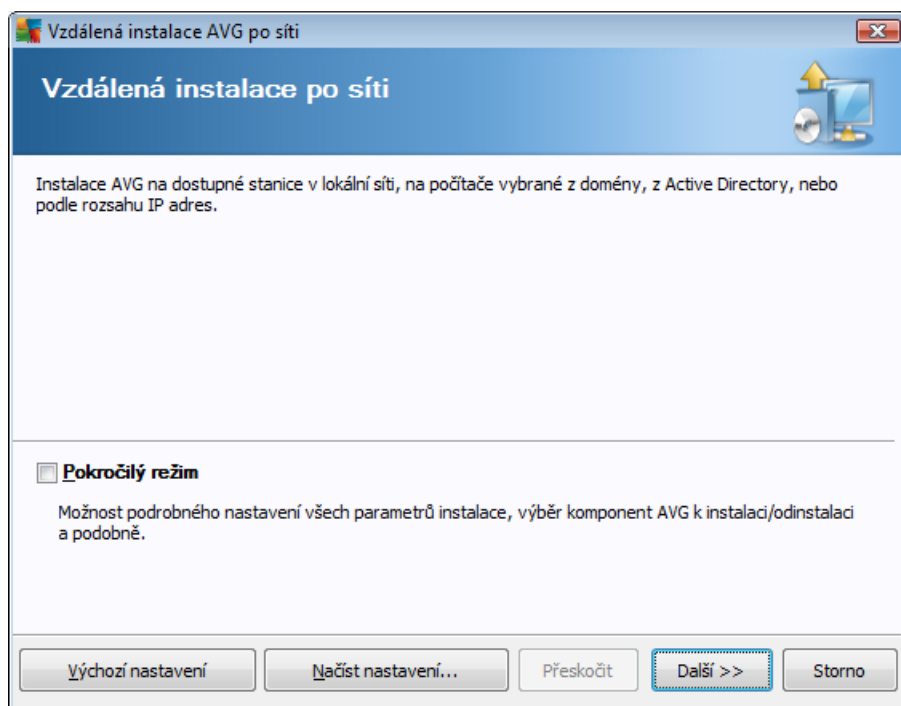 Vzdálená instalace AVG po síti
Vzdálená instalace po síti
Instalace AVG na dostupné stanice v lokální síti, na počítače vybrané z domény, z Active Directory, nebo
podle rozsahu IP adres.
Pokročilý režim
Možnost podrobného nastavení všech parametrů instalace, výběr komponent AVG k instalaci/odinstalaci
a podobně.
Výchozí nastavení
Načíst nastavení...
Přeskočit
Další >>
Storno